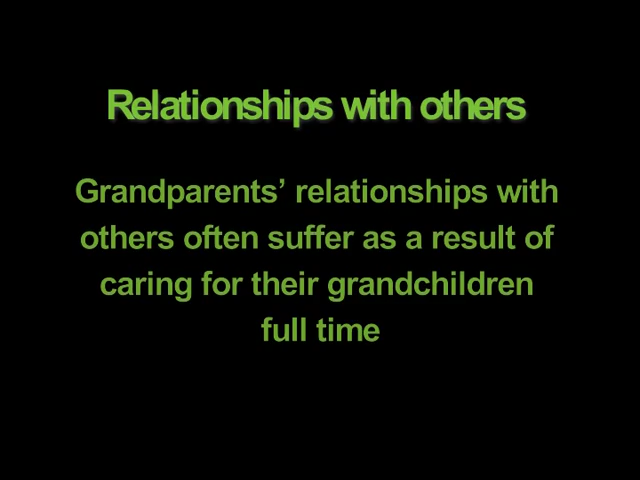 Relationships with others
Grandparents’ relationships with
others often suffer as a result of
caring for their grandchildren
full time